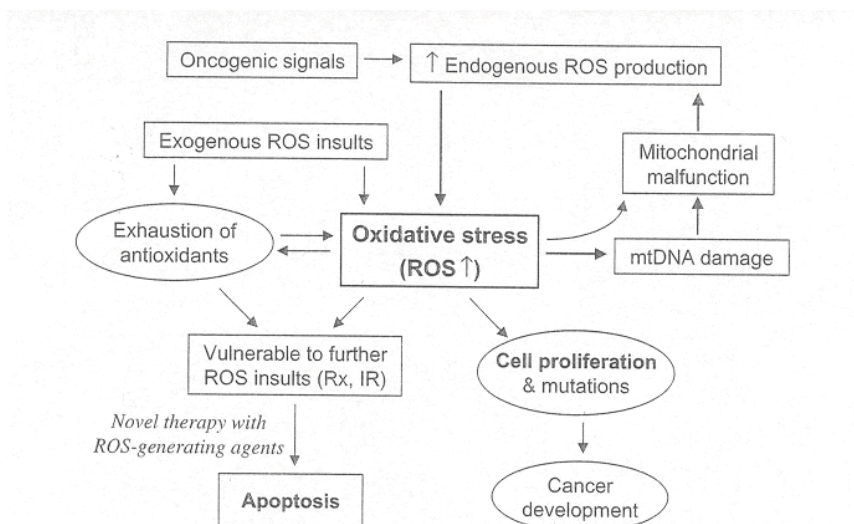 Oncogenic signals
↑ Endogenous ROS production
Exogenous ROS insults
Mitochondrial
malfunction
Exhaustion of
antioxidants
Oxidative stress
(ROS↑)
mtDNA damage
Vulnerable to further
ROS insults (Rx, IR)
Cell proliferation
& mutations
Novel therapy with
ROS-generating agents
Apoptosis
Cancer
development